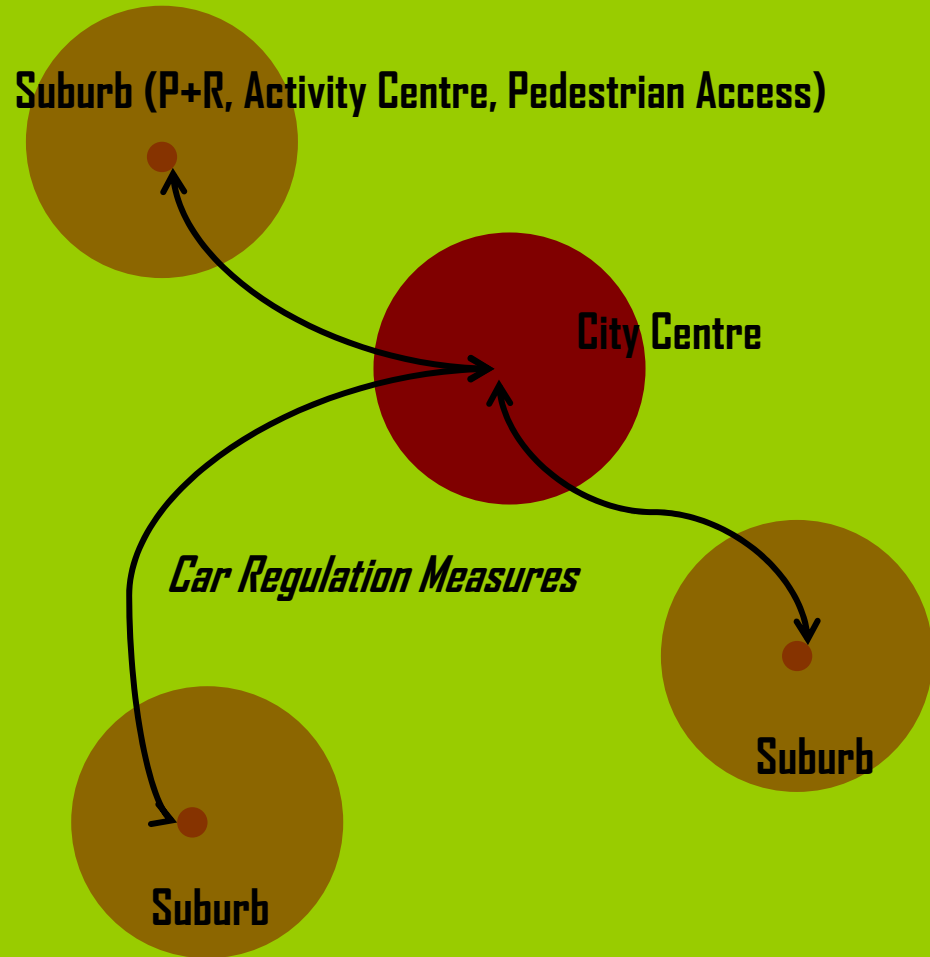 Suburb (P+R, Activity Centre, Pedestrian Access)
City Centre
Car Regulation Measures
Suburb
Suburb